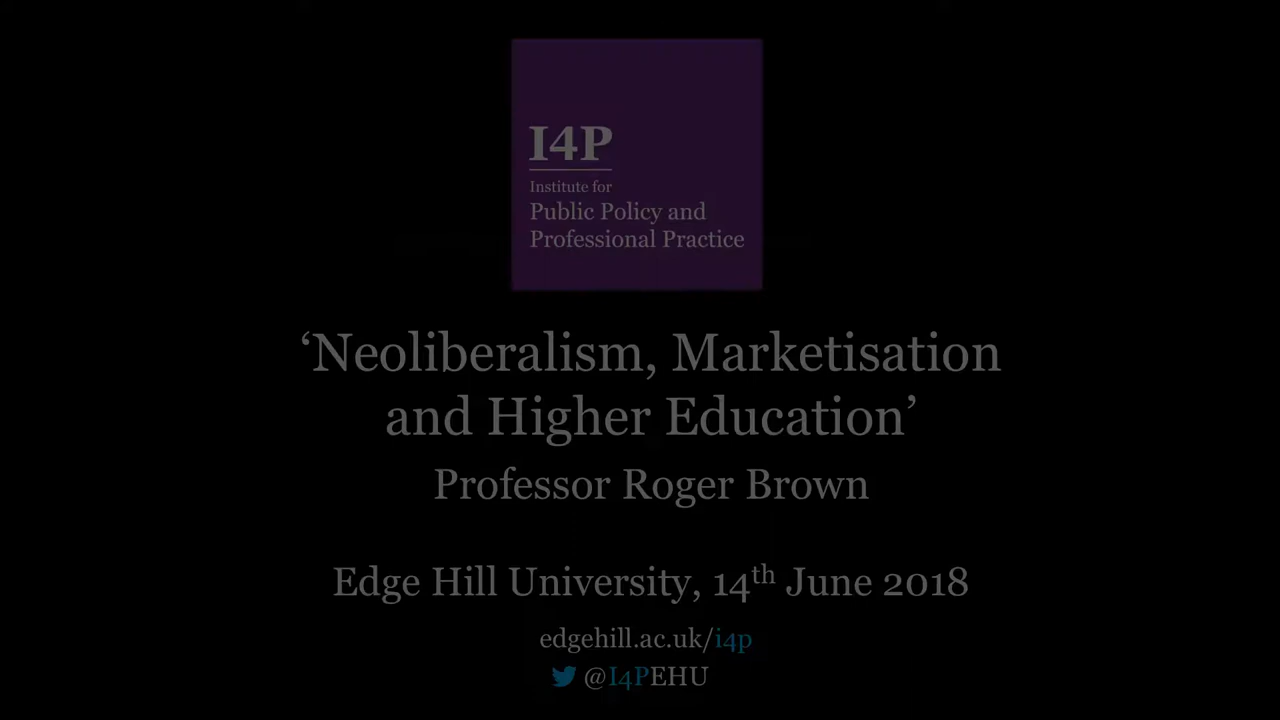 I4P
Institute for
Public Policy and
Professional Practice
‘Neoliberalism, Marketisation
and Higher Education’
Professor Roger Brown
Edge Hill University, 14th June 2018
edgehill.ac.uk/i4p
@I4PEHU